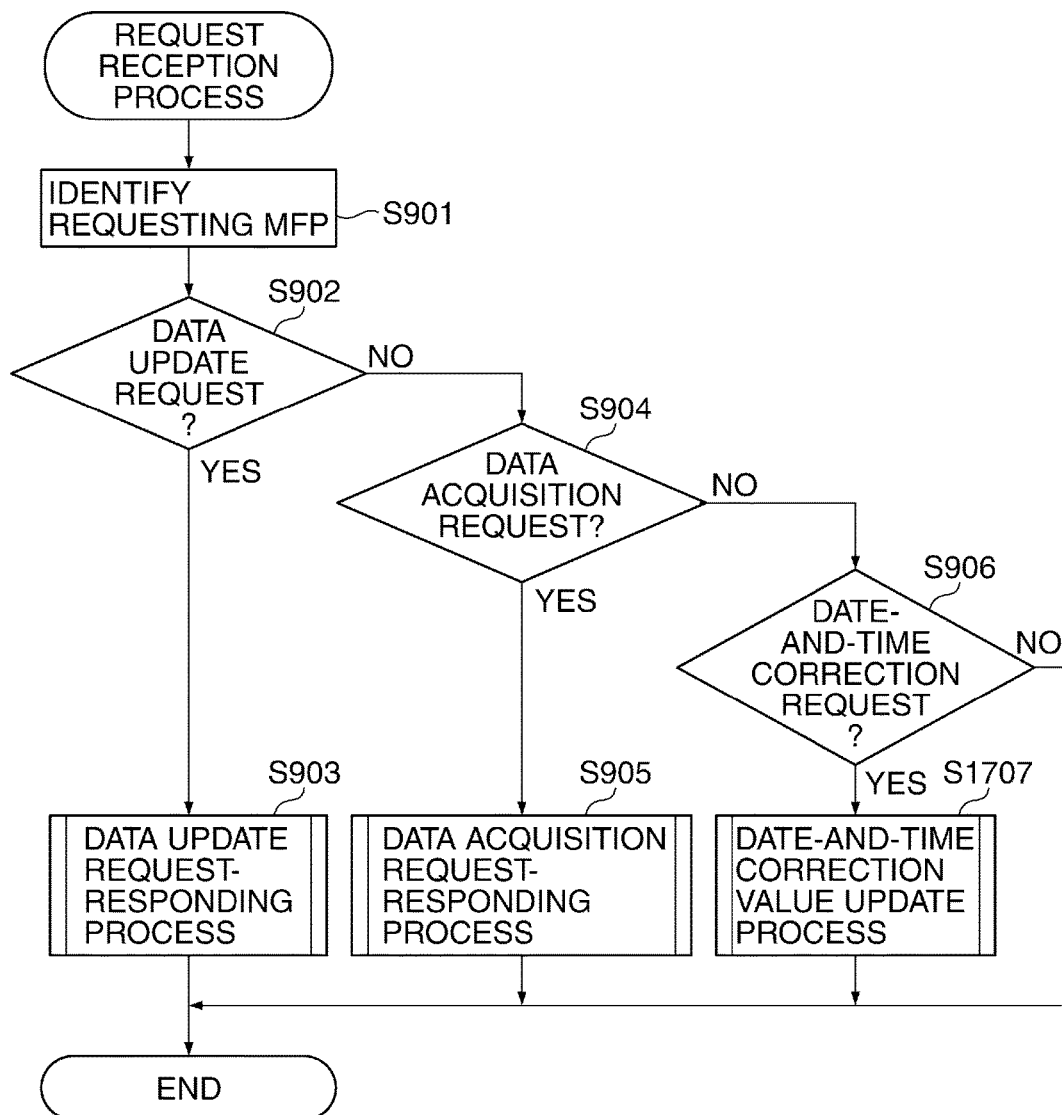 REQUEST
RECEPTION
PROCESS
IDENTIFY
REQUESTING MFP
S901
S902
DATA
UPDATE
REQUEST
?
NO
YES
S904
DATA
ACQUISITION
REQUEST?
NO
YES
S906
DATE-
AND-TIME
CORRECTION
REQUEST
?
NO
YES
S903
DATA UPDATE
REQUEST-
RESPONDING
PROCESS
S905
DATA ACQUISITION
REQUEST-
RESPONDING
PROCESS
S1707
DATE-AND-TIME
CORRECTION
VALUE UPDATE
PROCESS
END